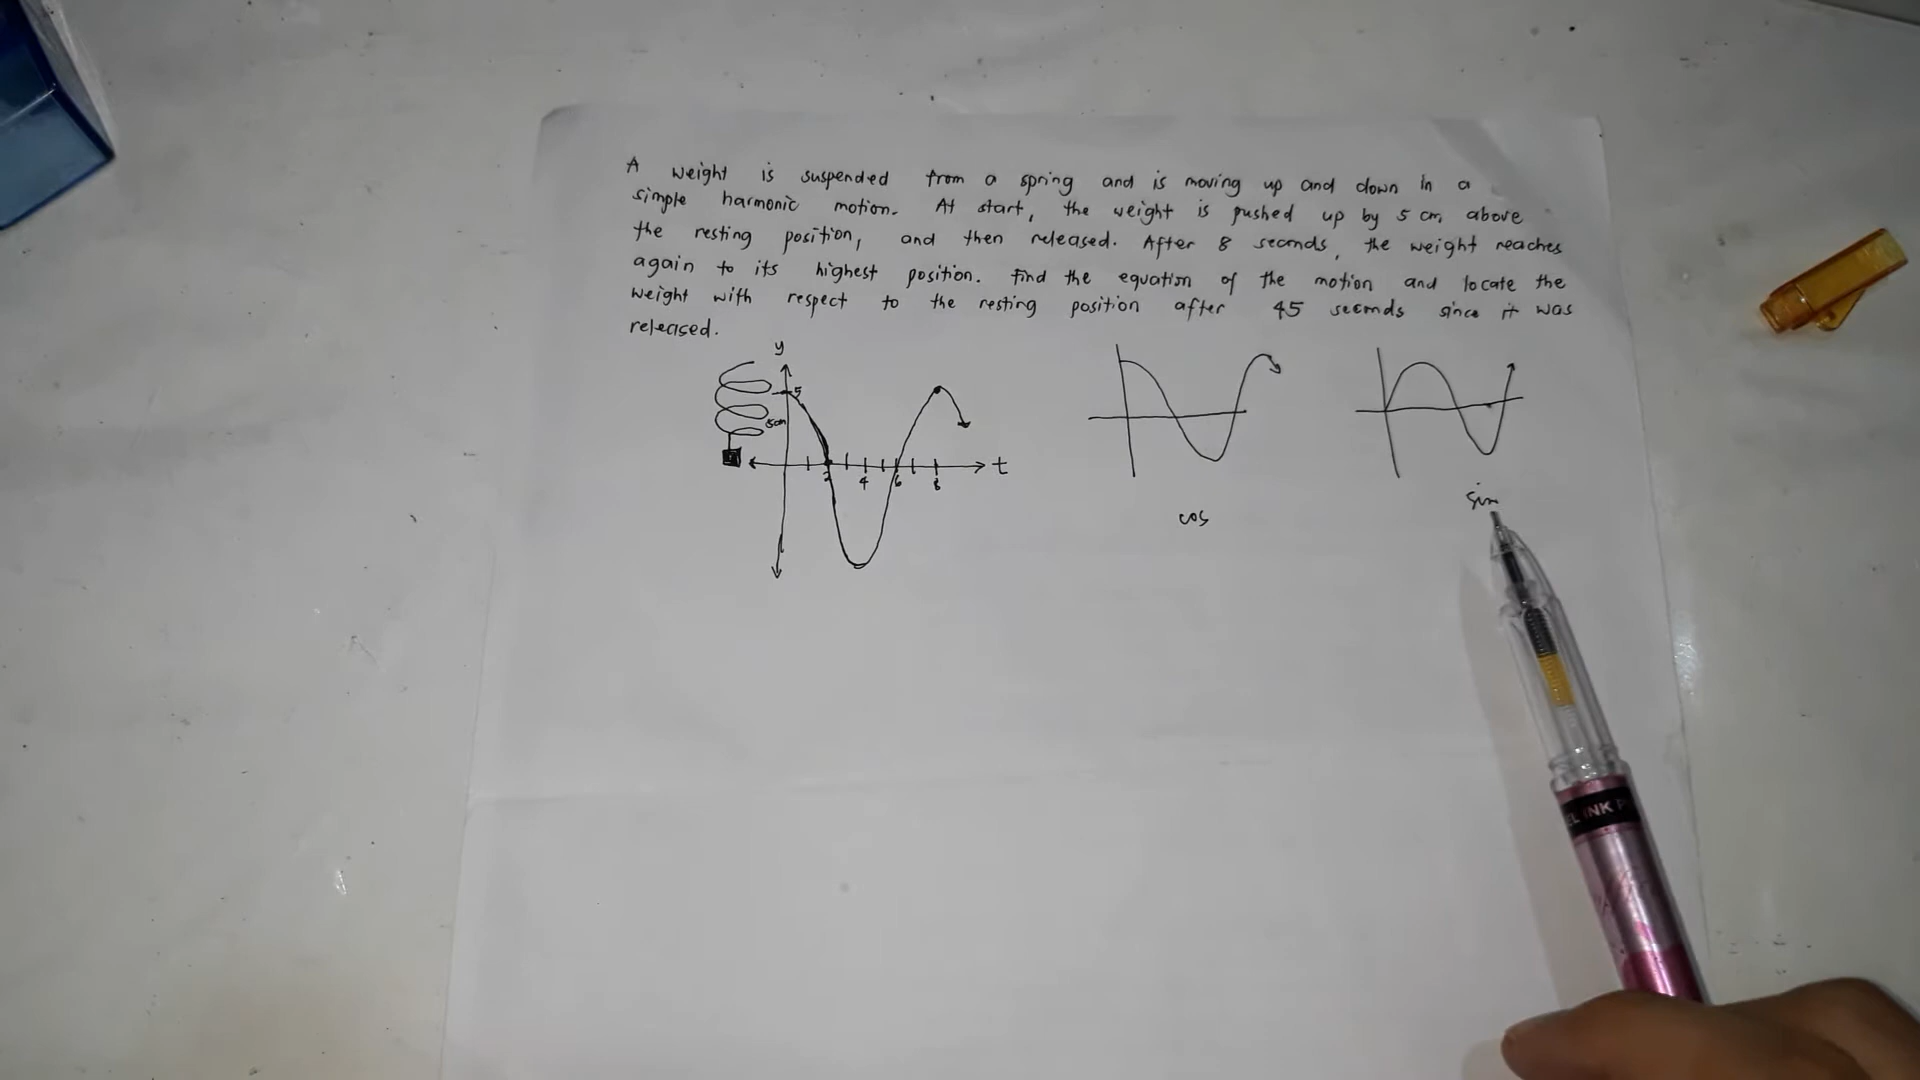 A weight is suspended from a spring and is moving up and down in a
simple harmonic motion. At start, the weight is pushed up by 5 cm above
the resting position, and then released. After 8 seconds, the weight reaches
again to its highest position. Find the equation of the motion and locate the
weight with respect to the resting position after 45 seconds since it was
released.
y
5
5cm
t
2 4 6 8
cos
sin
EL INK P